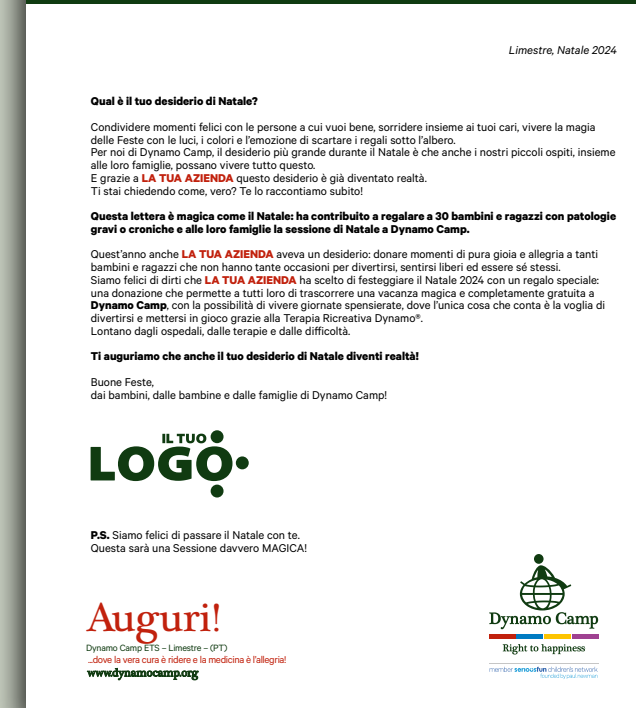 Limestre, Natale 2024
Qual è il tuo desiderio di Natale?
Condividere momenti felici con le persone a cui vuoi bene, sorridere insieme ai tuoi cari, vivere la magia
delle Feste con le luci, i colori e l'emozione di scartare i regali sotto l'albero.
Per noi di Dynamo Camp, il desiderio più grande durante il Natale è che anche i nostri piccoli ospiti, insieme
alle loro famiglie, possano vivere tutto questo.
E grazie a LA TUA AZIENDA questo desiderio è già diventato realtà.
Ti stai chiedendo come, vero? Te lo raccontiamo subito!
Questa lettera è magica come il Natale: ha contribuito a regalare a 30 bambini e ragazzi con patologie
gravi o croniche e alle loro famiglie la sessione di Natale a Dynamo Camp.
Quest'anno anche LA TUA AZIENDA aveva un desiderio: donare momenti di pura gioia e allegria a tanti
bambini e ragazzi che non hanno tante occasioni per divertirsi, sentirsi liberi ed essere sé stessi.
Siamo felici di dirti che LA TUA AZIENDA ha scelto di festeggiare il Natale 2024 con un regalo speciale:
una donazione che permette a tutti loro di trascorrere una vacanza magica e completamente gratuita a
Dynamo Camp, con la possibilità di vivere giornate spensierate, dove l'unica cosa che conta è la voglia di
divertirsi e mettersi in gioco grazie alla Terapia Ricreativa Dynamo®.
Lontano dagli ospedali, dalle terapie e dalle difficoltà.
Ti auguriamo che anche il tuo desiderio di Natale diventi realtà!
Buone Feste,
dai bambini, dalle bambine e dalle famiglie di Dynamo Camp!
IL TUO
LOGO
P.S. Siamo felici di passare il Natale con te.
Questa sarà una Sessione davvero MAGICA!
Auguri!
Dynamo Camp ETS – Limestre – (PT)
...dove la vera cura è ridere e la medicina è l'allegria!
www.dynamocamp.org
Dynamo Camp
Right to happiness
member seriousfun children's network
founded by paul newman